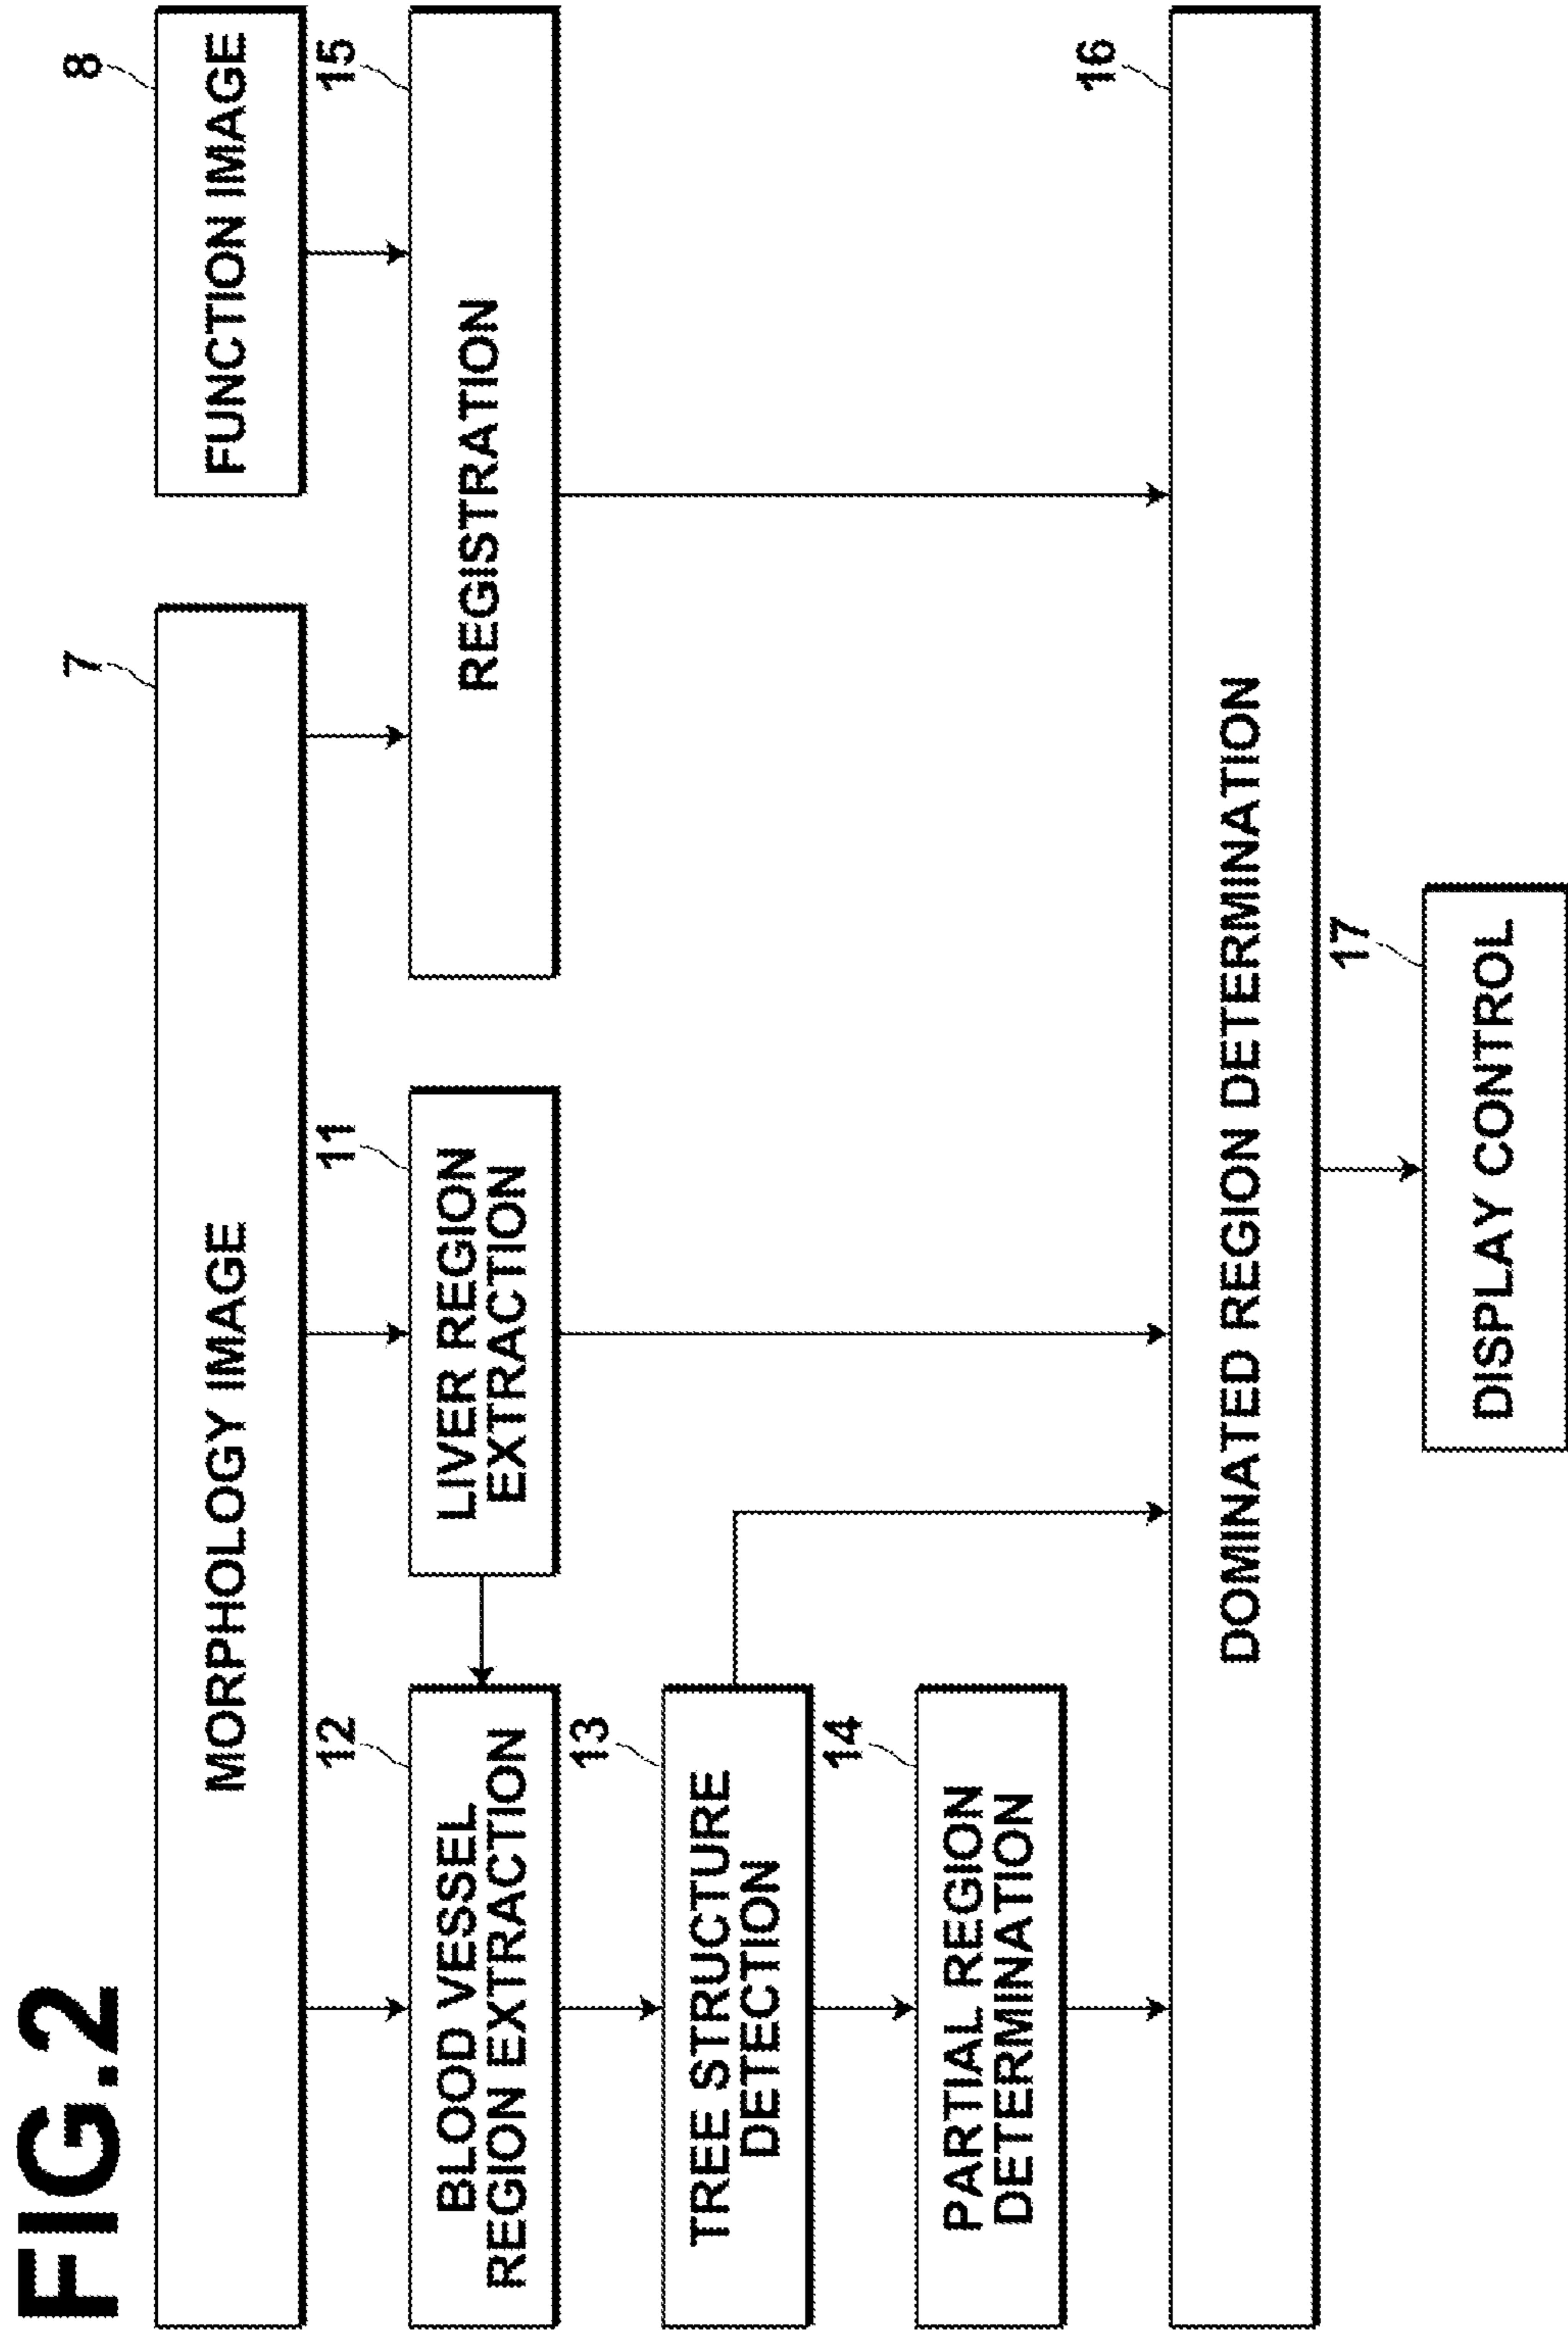 FIG.2
7
MORPHOLOGY IMAGE
8
FUNCTION IMAGE
12
BLOOD VESSEL
REGION EXTRACTION
11
LIVER REGION
EXTRACTION
15
REGISTRATION
13
TREE STRUCTURE
DETECTION
14
PARTIAL REGION
DETERMINATION
16
DOMINATED REGION DETERMINATION
17
DISPLAY CONTROL